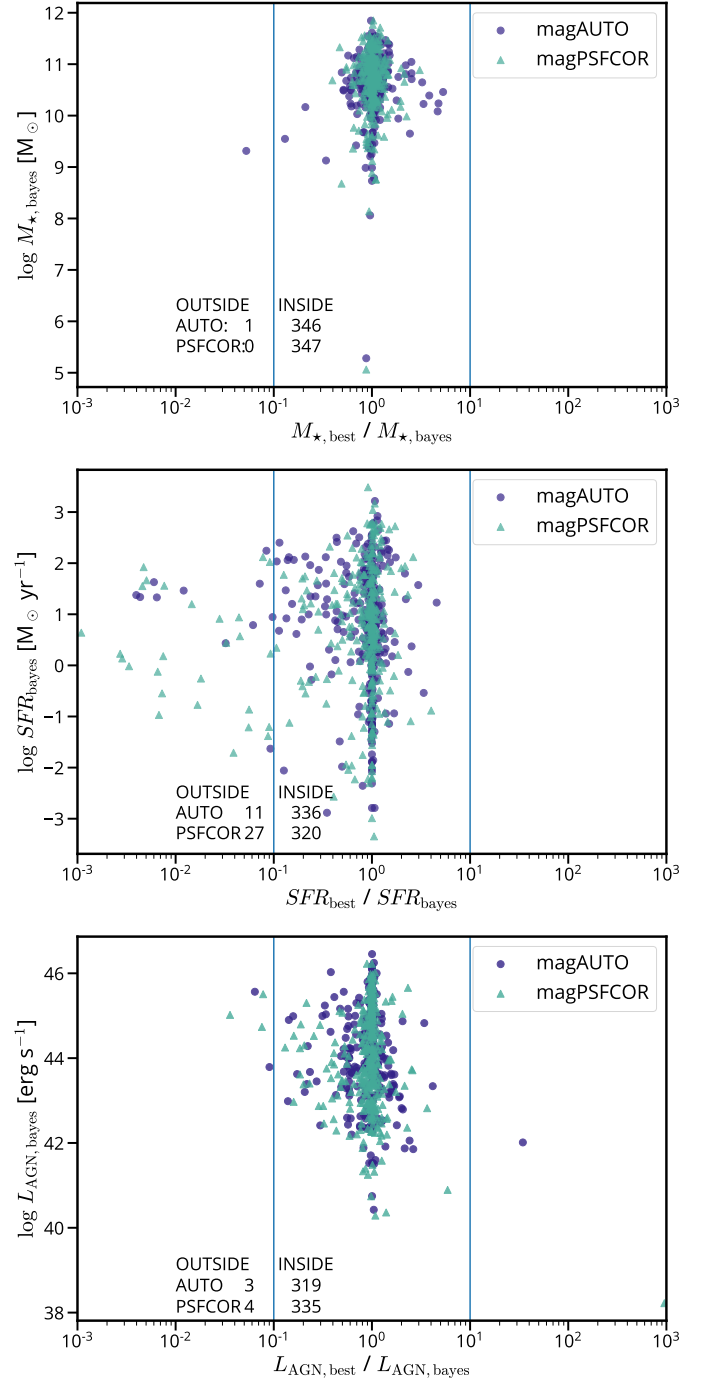 12
11
10
9
8
7
6
5
log M★,bayes [M⊙]
magAUTO
magPSFCOR
OUTSIDE INSIDE
AUTO: 1 346
PSFCOR:0 347
10⁻³ 10⁻² 10⁻¹ 10⁰ 10¹ 10² 10³
M★,best / M★,bayes
3
2
1
0
−1
−2
−3
log SFRbayes [M⊙ yr⁻¹]
magAUTO
magPSFCOR
OUTSIDE INSIDE
AUTO 11 336
PSFCOR 27 320
10⁻³ 10⁻² 10⁻¹ 10⁰ 10¹ 10² 10³
SFRbest / SFRbayes
46
44
42
40
38
log LAGN,bayes [erg s⁻¹]
magAUTO
magPSFCOR
OUTSIDE INSIDE
AUTO 3 319
PSFCOR 4 335
10⁻³ 10⁻² 10⁻¹ 10⁰ 10¹ 10² 10³
LAGN,best / LAGN,bayes